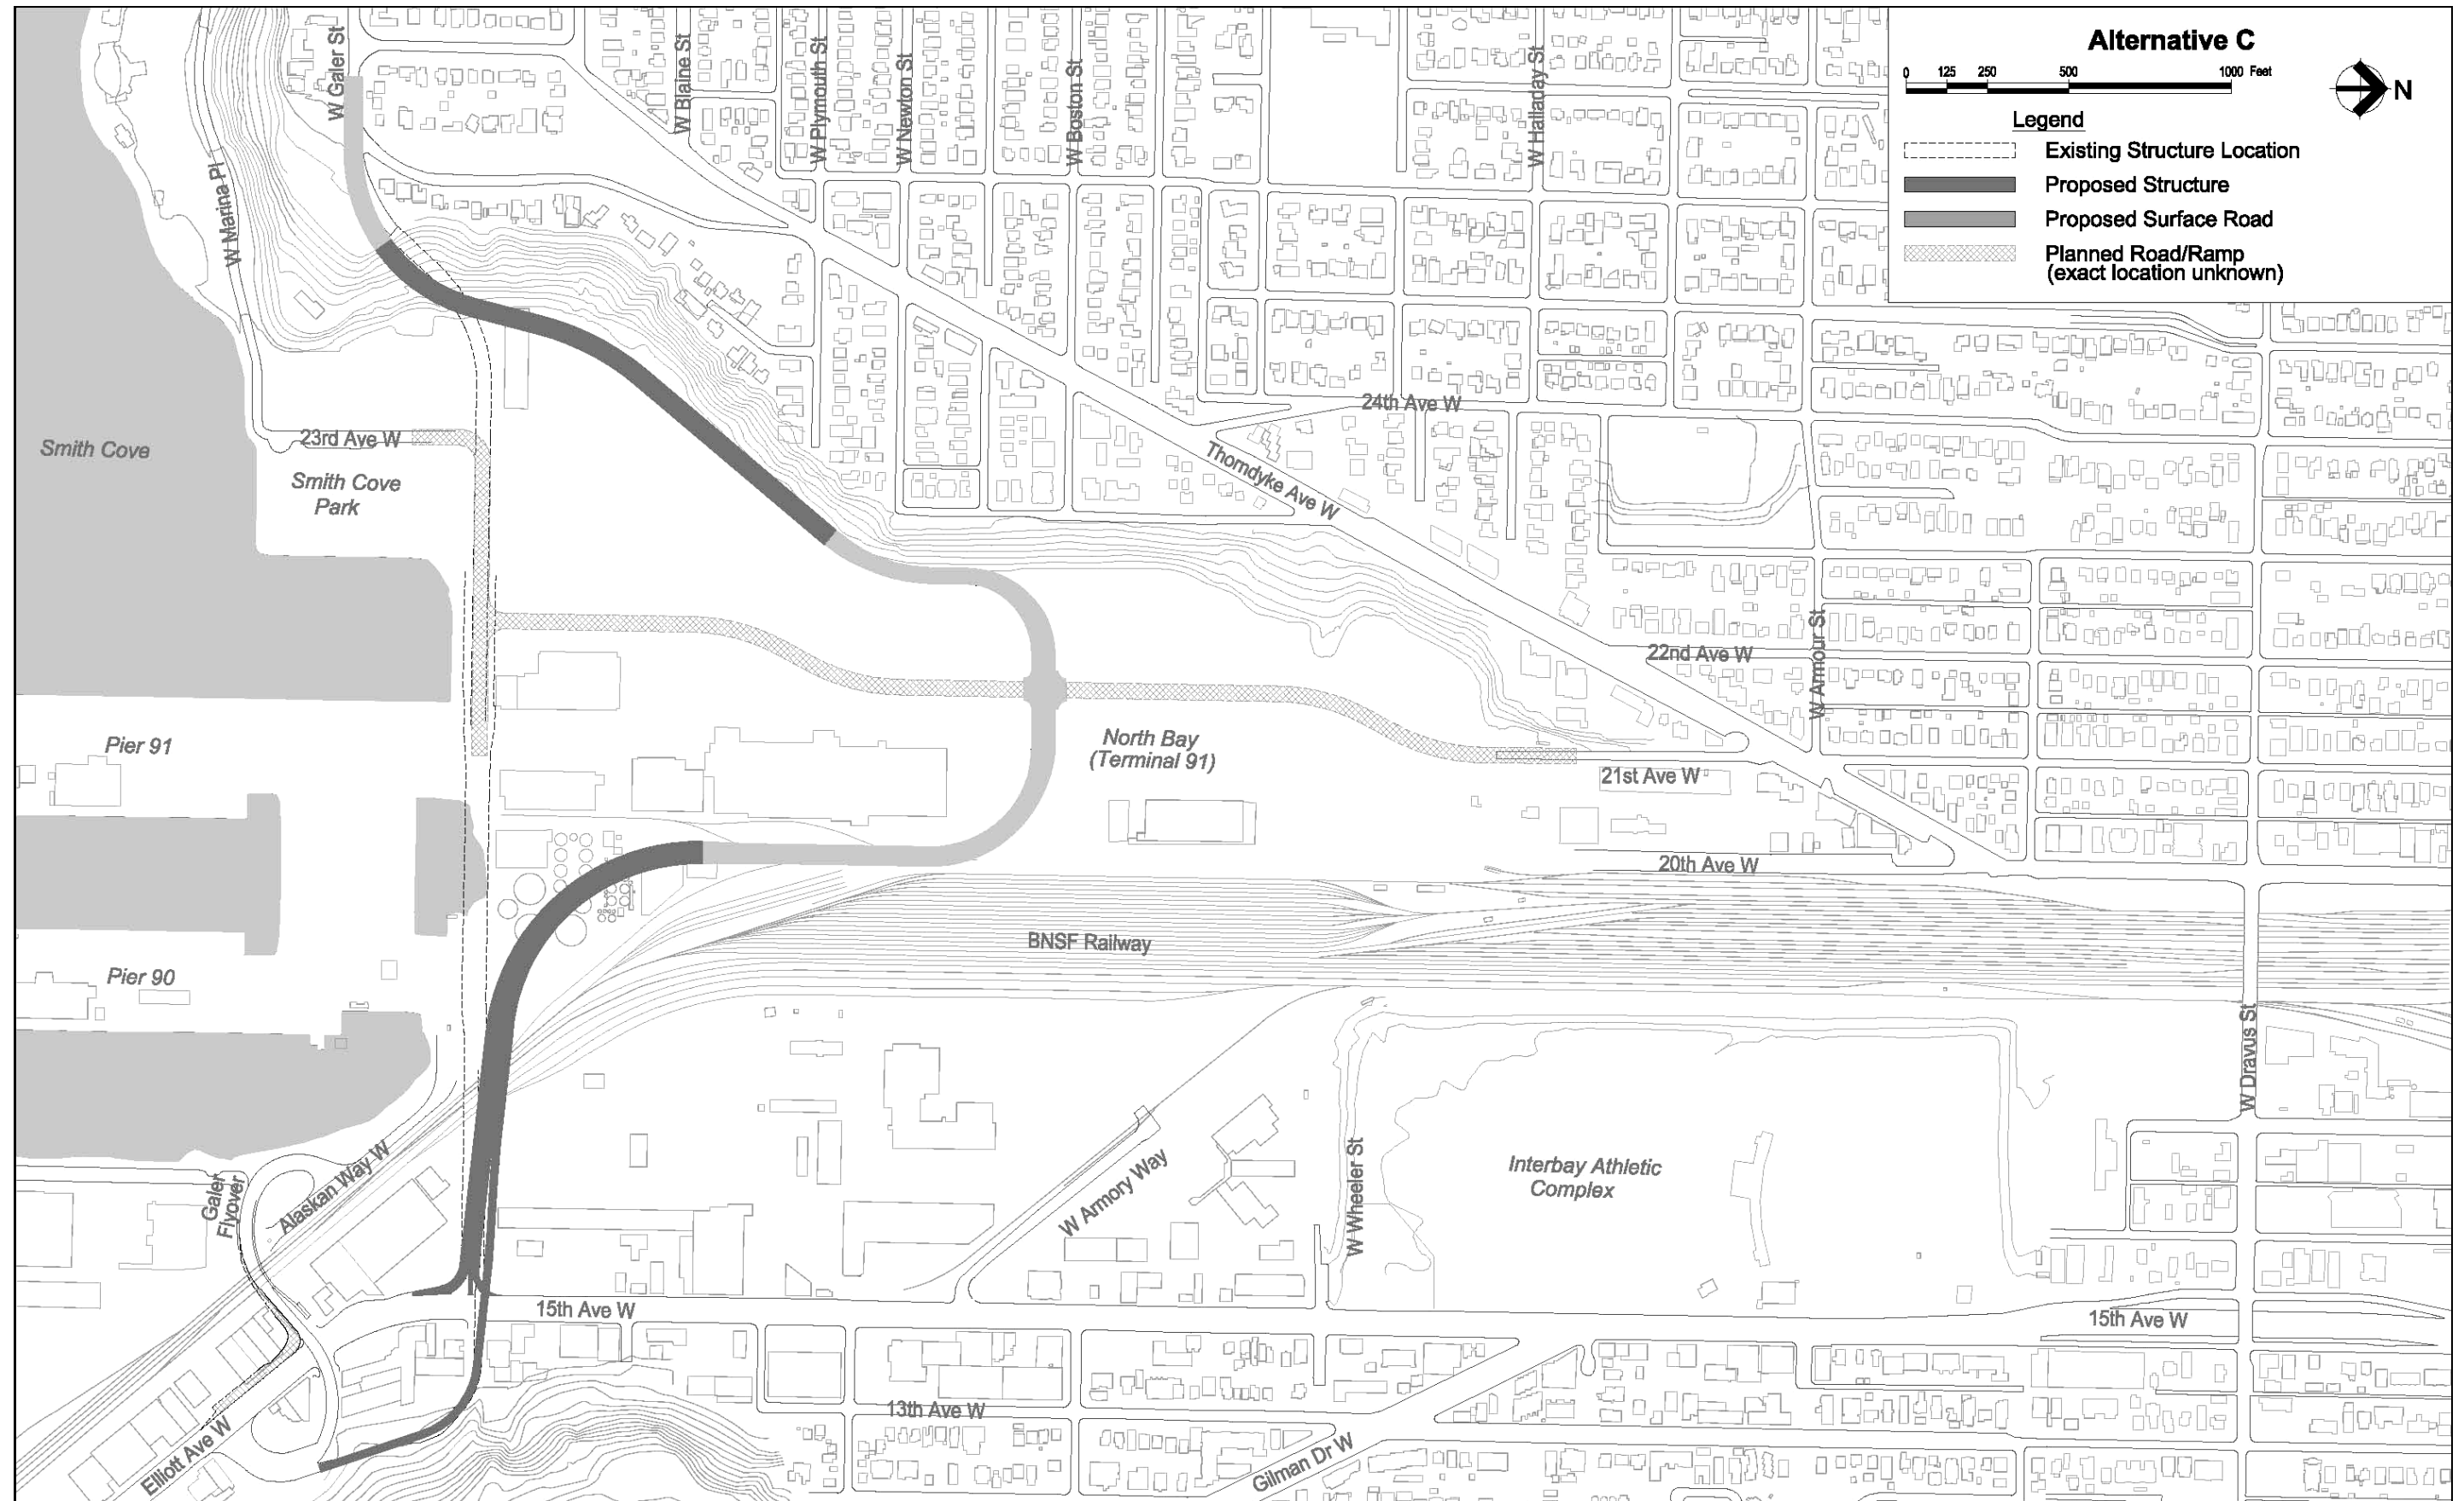 Alternative C
0 125 250 500 1000 Feet
N
Legend
Existing Structure Location
Proposed Structure
Proposed Surface Road
Planned Road/Ramp
(exact location unknown)
W Galer St
W Blaine St
W Plymouth St
W Newton St
W Boston St
W Halladay St
W Marina Pl
24th Ave W
Smith Cove
23rd Ave W
Smith Cove
Park
Thorndyke Ave W
22nd Ave W
W Armour St
Pier 91
North Bay
(Terminal 91)
21st Ave W
20th Ave W
BNSF Railway
Pier 90
W Dravus St
Galer
Flyover
Alaskan Way W
W Armory Way
W Wheeler St
Interbay Athletic
Complex
15th Ave W
15th Ave W
13th Ave W
Elliott Ave W
Gilman Dr W